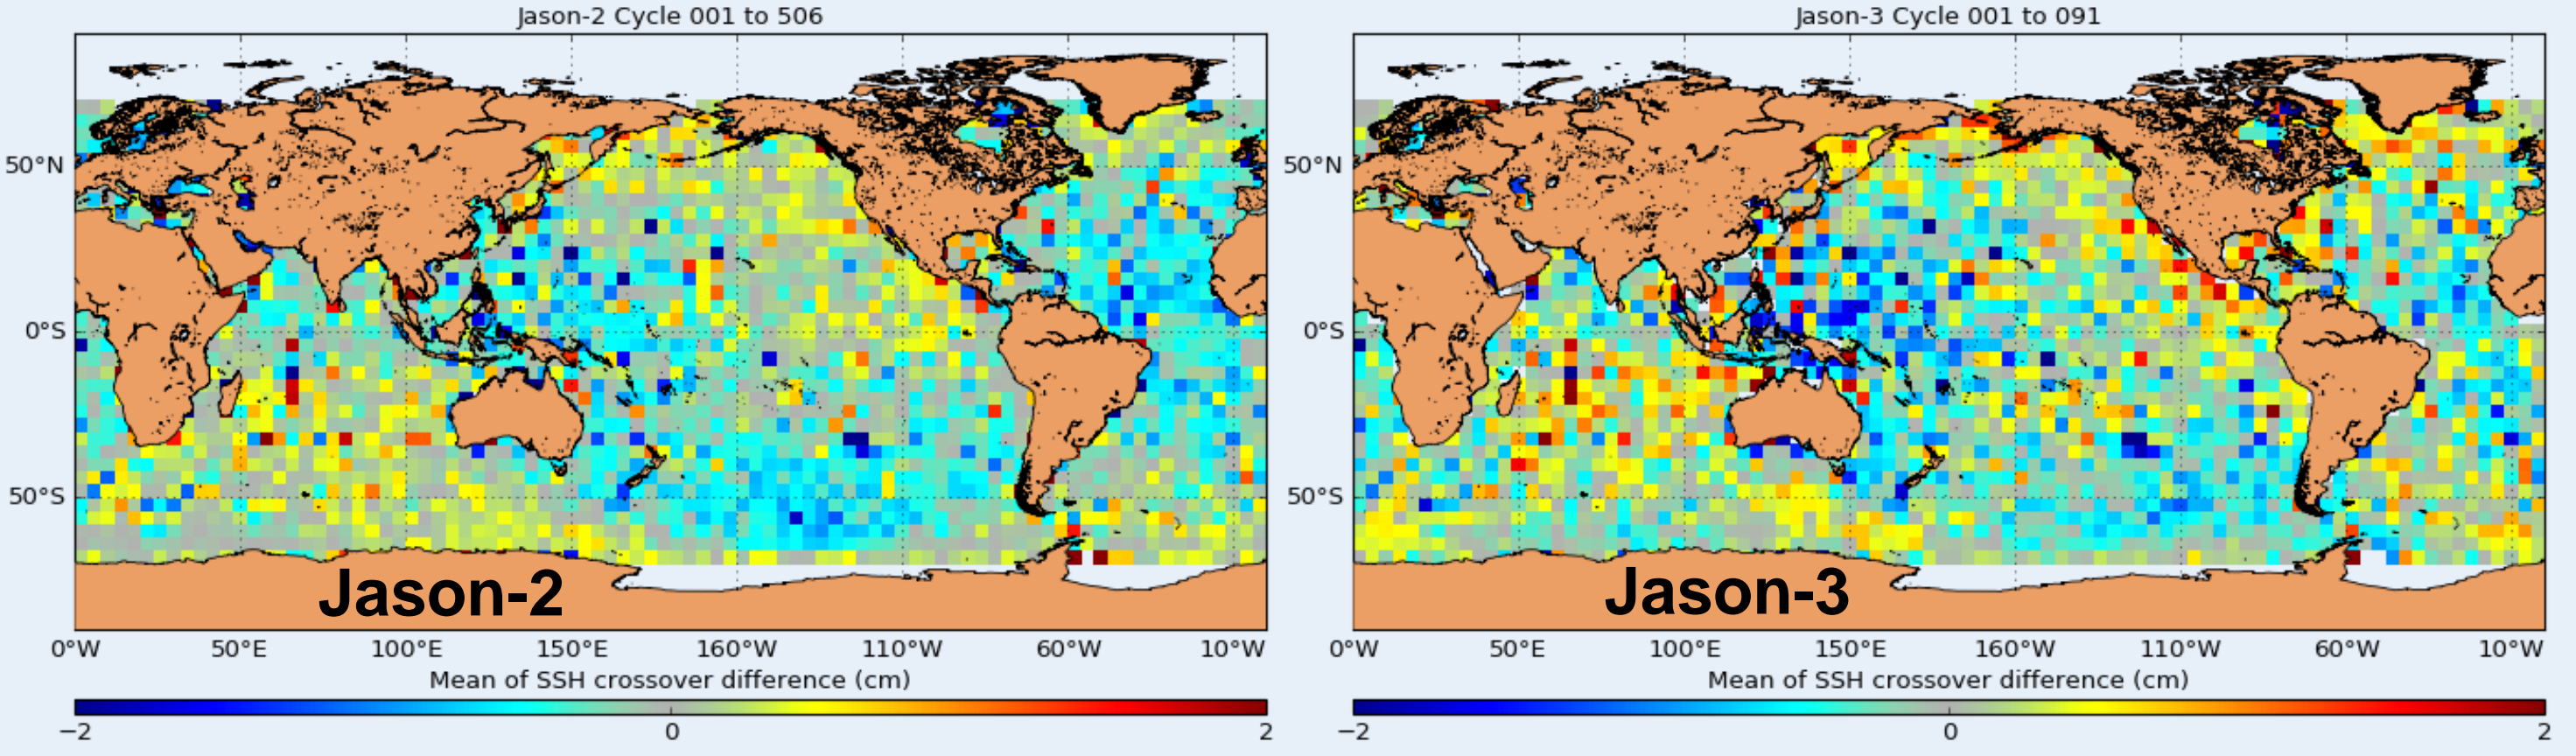 Jason-2 Cycle 001 to 506
50°N
0°S
50°S
Jason-2
0°W 50°E 100°E 150°E 160°W 110°W 60°W 10°W
Mean of SSH crossover difference (cm)
−2 0 2
Jason-3 Cycle 001 to 091
50°N
0°S
50°S
Jason-3
0°W 50°E 100°E 150°E 160°W 110°W 60°W 10°W
Mean of SSH crossover difference (cm)
−2 0 2